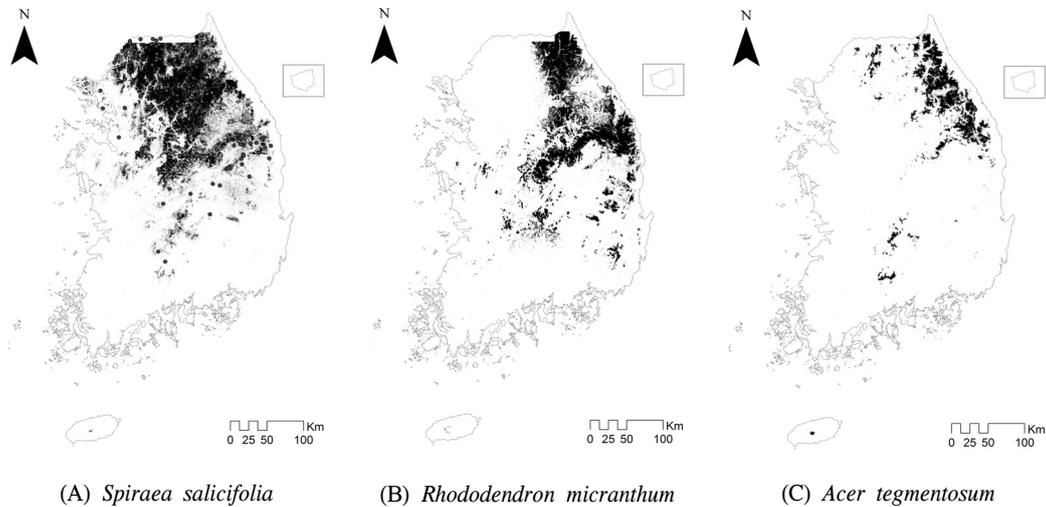 N
N
N
Km
0 25 50 100
Km
0 25 50 100
Km
0 25 50 100
(A) Spiraea salicifolia
(B) Rhododendron micranthum
(C) Acer tegmentosum